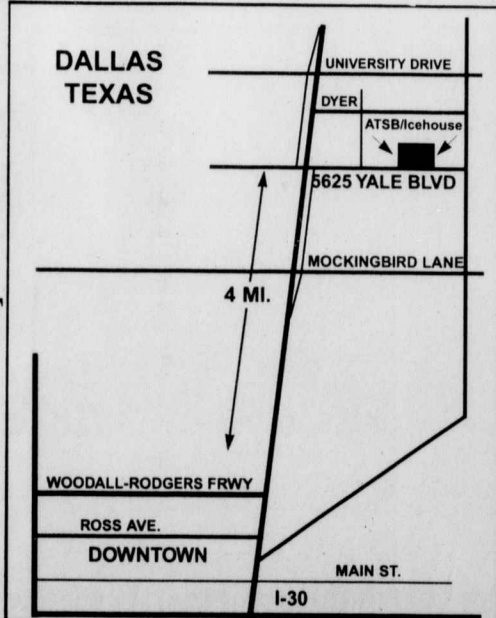 DALLAS
TEXAS
UNIVERSITY DRIVE
DYER
ATSB/Icehouse
5625 YALE BLVD
MOCKINGBIRD LANE
4 MI.
WOODALL-RODGERS FRWY
ROSS AVE.
DOWNTOWN
MAIN ST.
I-30